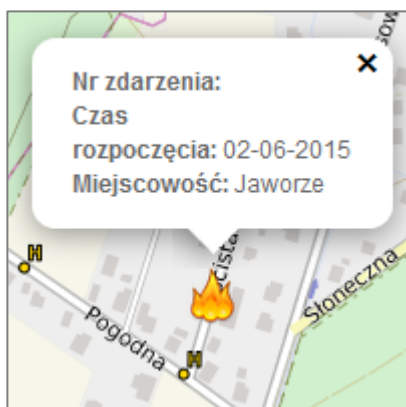 Nr zdarzenia:
Czas
rozpoczęcia: 02-06-2015
Miejscowość: Jaworze
H
H
Pogodna
Słoneczna